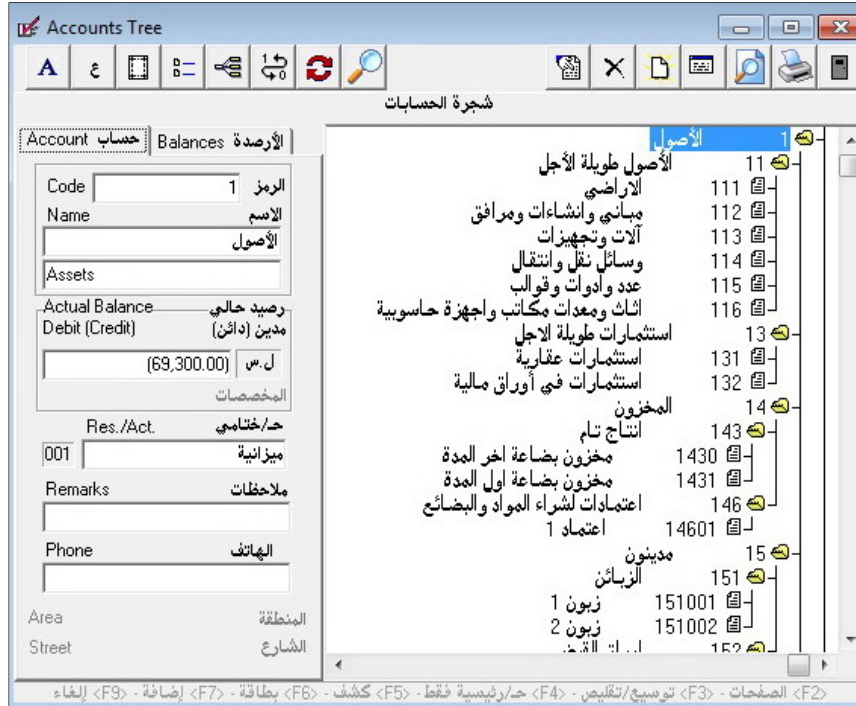 Accounts Tree
A ع
شجرة الحسابات
حساب Account
الأرصدة Balances
الرمز 1 Code
الاسم Name
الأصول
Assets
رصيد حالي Actual Balance
مدين (دائن) Debit (Credit)
ل.س (69,300.00)
المخصصات
حـ/ختامي Res./Act.
ميزانية 001
ملاحظات Remarks
الهاتف Phone
المنطقة Area
الشارع Street
1 الأصول
11 الأصول طويلة الأجل
111 الاراضي
112 مباني وانشاءات ومرافق
113 آلات وتجهيزات
114 وسائل نقل وانتقال
115 عدد وأدوات وقوالب
116 اثاث ومعدات مكاتب واجهزة حاسوبية
13 استثمارات طويلة الاجل
131 استثمارات عقارية
132 استثمارات في أوراق مالية
14 المخزون
143 انتاج تام
1430 مخزون بضاعة اخر المدة
1431 مخزون بضاعة اول المدة
146 اعتمادات لشراء المواد والبضائع
14601 اعتماد 1
15 مدينون
151 الزبائن
151001 زبون 1
151002 زبون 2
152
<F2> الصفحات - <F3> توسيع/تقليص - <F4> حـ/رئيسية فقط - <F5> كشف - <F6> بطاقة - <F7> إضافة - <F9> إلغاء